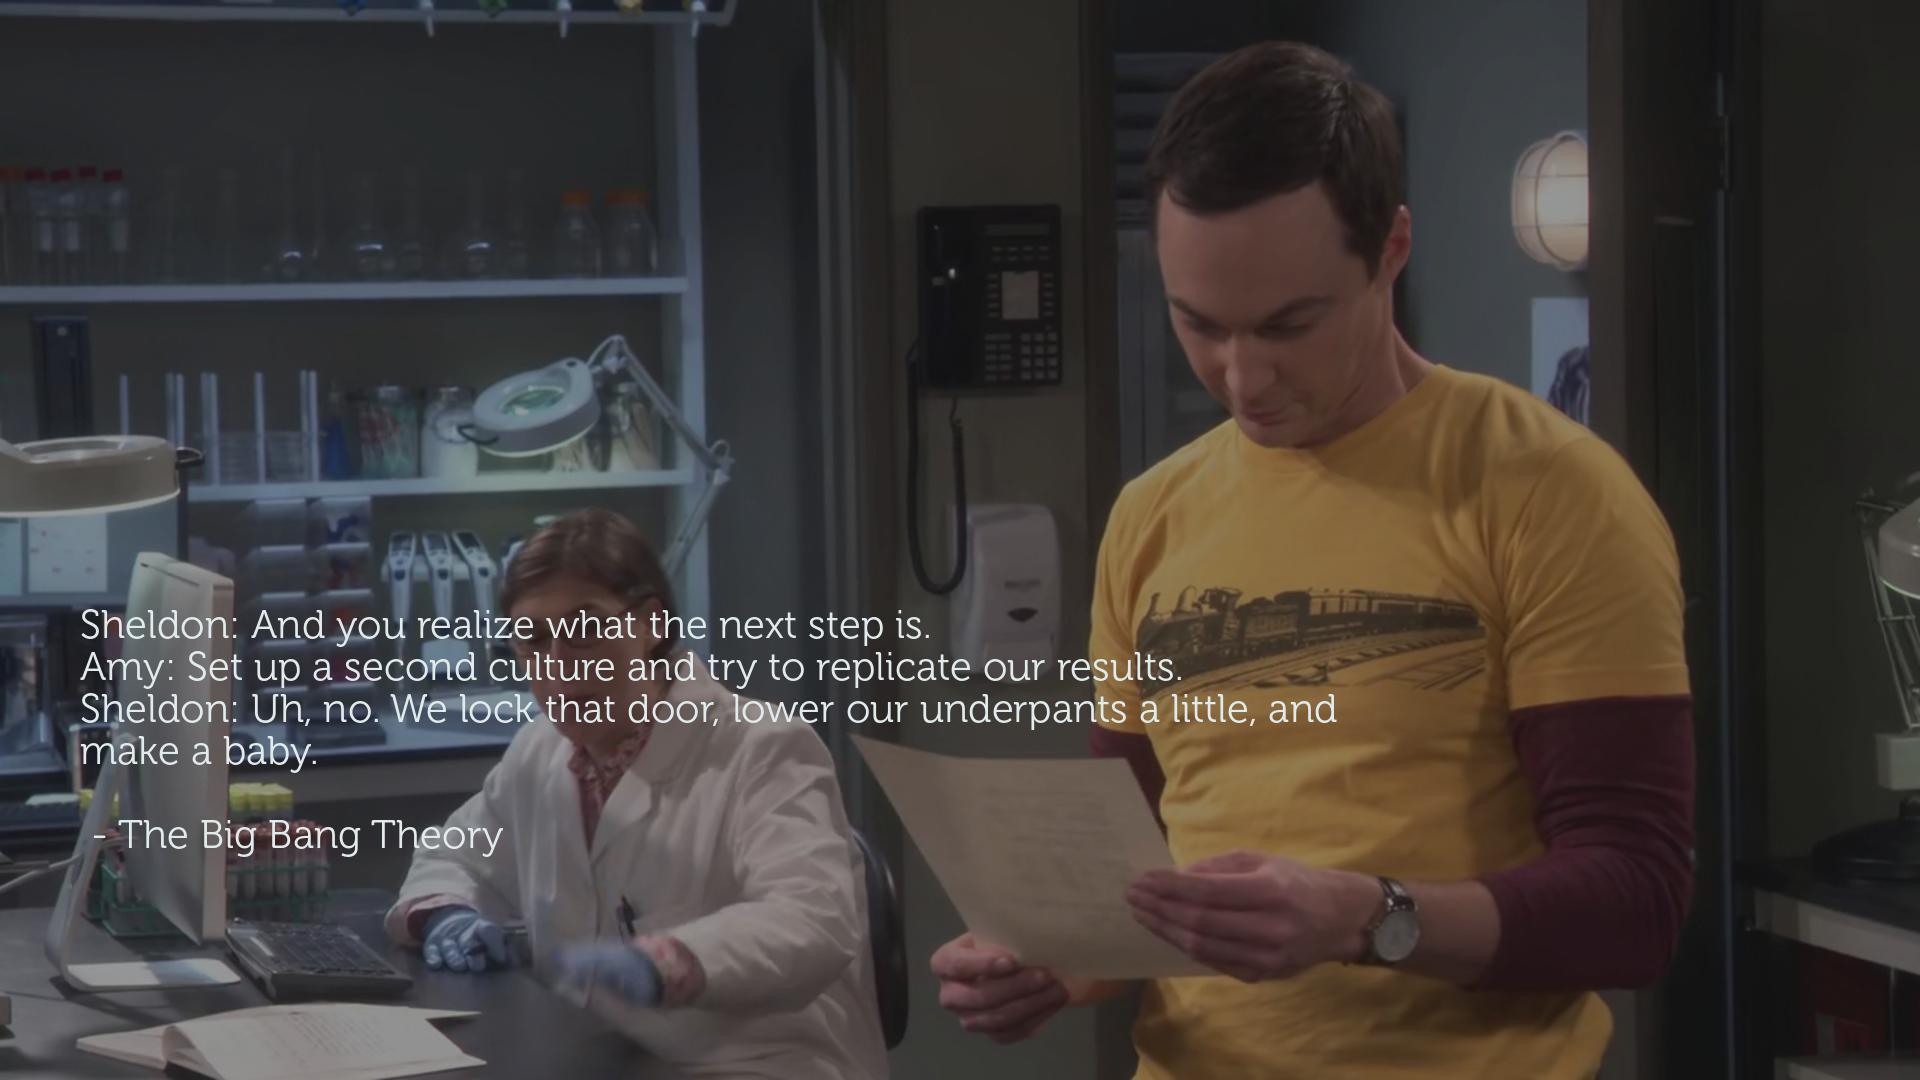 Sheldon: And you realize what the next step is.
Amy: Set up a second culture and try to replicate our results.
Sheldon: Uh, no. We lock that door, lower our underpants a little, and
make a baby.
- The Big Bang Theory